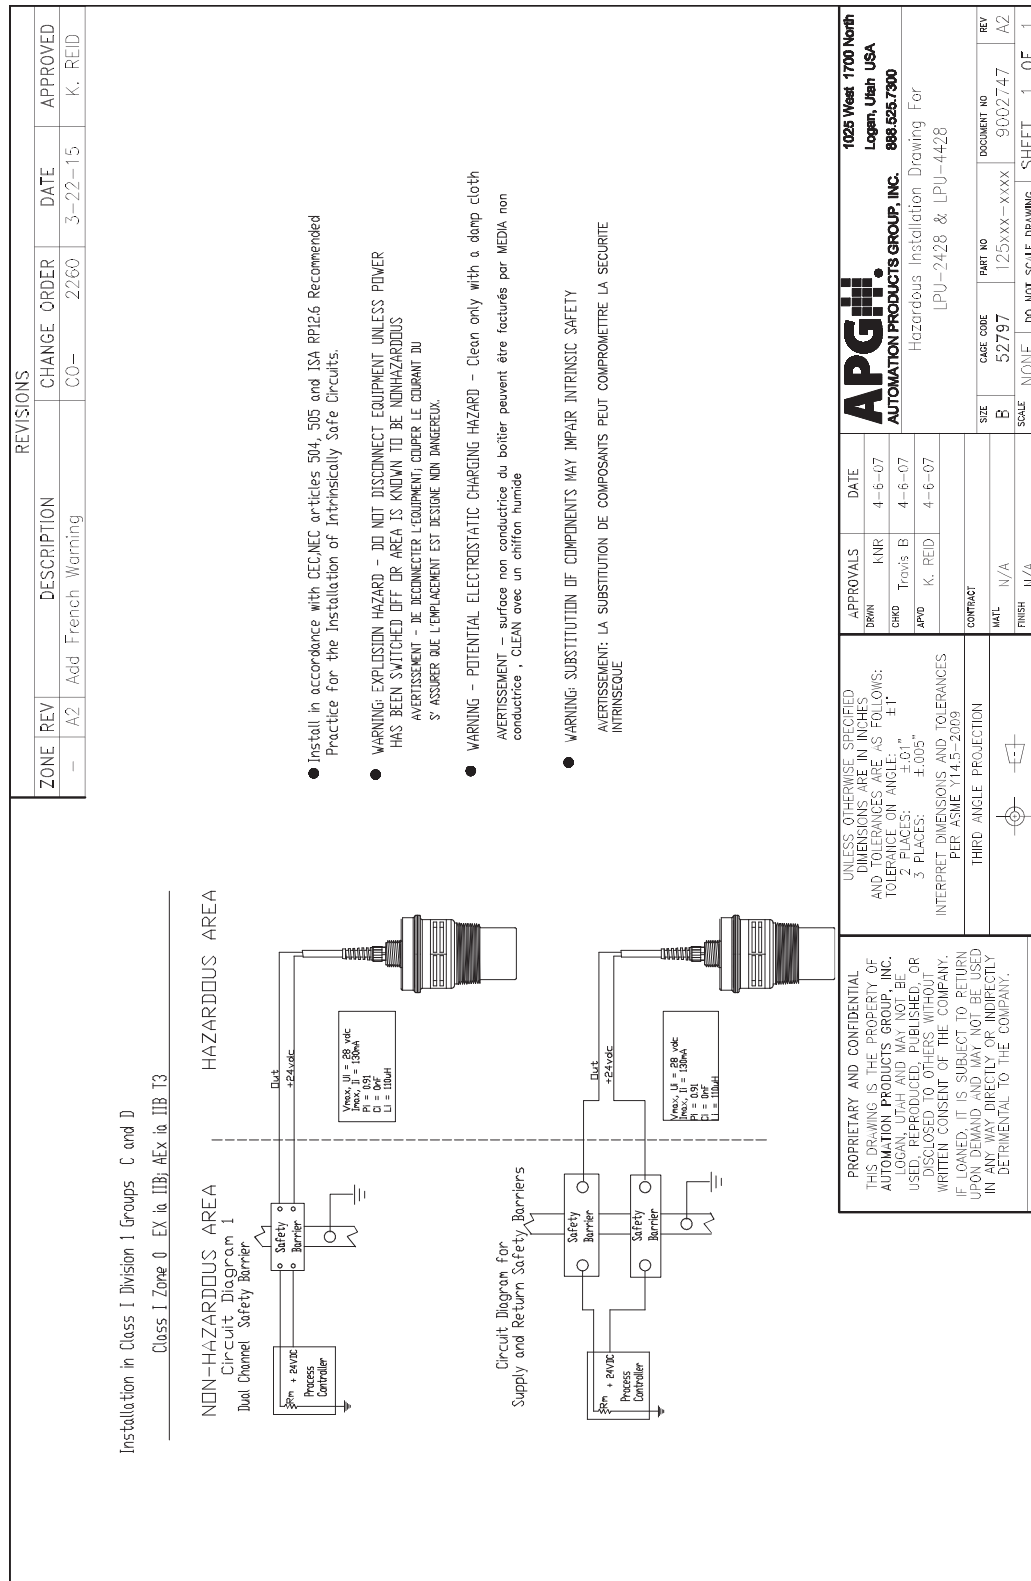 REVISIONS
ZONE REV DESCRIPTION CHANGE ORDER DATE APPROVED
- A2 Add French Warning CO- 2260 3-22-15 K. REID
Installation in Class I Division 1 Groups C and D
Class I Zone 0 EX ia IIB; AEx ia IIB T3
NON-HAZARDOUS AREA
HAZARDOUS AREA
Circuit Diagram 1
Dual Channel Safety Barrier
Rm + 24VDC
Process
Controller
Safety
Barrier
Out
+24vdc
Vmax, Ui = 28 vdc
Imax, Ii = 130mA
Pi = 0.91
Ci = 0nF
Li = 110uH
Circuit Diagram for
Supply and Return Safety Barriers
Rm + 24VDC
Process
Controller
Safety
Barrier
Safety
Barrier
Out
+24vdc
Vmax, Ui = 28 vdc
Imax, Ii = 130mA
Pi = 0.91
Ci = 0nF
Li = 110uH
● Install in accordance with CEC,NEC articles 504, 505 and IAA RP12.6 Recommended
Practice for the Installation of Intrinsically Safe Circuits.
● WARNING: EXPLOSION HAZARD - DO NOT DISCONNECT EQUIPMENT UNLESS POWER
HAS BEEN SWITCHED OFF OR AREA IS KNOWN TO BE NONHAZARDOUS
AVERTISSEMENT - DE DECONNECTER L'EQUIPMENT; COUPER LE COURANT DU
S' ASSURER QUE L'EMPLACEMENT EST DESIGNE NON DANGEREUX.
● WARNING - POTENTIAL ELECTROSTATIC CHARGING HAZARD - Clean only with a damp cloth
AVERTISSEMENT - surface non conductrice du boîtier peuvent être facturés par MEDIA non
conductrice , CLEAN avec un chiffon humide
● WARNING: SUBSTITUTION OF COMPONENTS MAY IMPAIR INTRINSIC SAFETY
AVERTISSEMENT: LA SUBSTITUTION DE COMPOSANTS PEUT COMPROMETTRE LA SECURITE
INTRINSEQUE
PROPRIETARY AND CONFIDENTIAL
THIS DRAWING IS THE PROPERTY OF
AUTOMATION PRODUCTS GROUP, INC.
LOGAN, UTAH AND MAY NOT BE
USED, REPRODUCED, PUBLISHED, OR
DISCLOSED TO OTHERS WITHOUT
WRITTEN CONSENT OF THE COMPANY.
IF LOANED, IT IS SUBJECT TO RETURN
UPON DEMAND AND MAY NOT BE USED
IN ANY WAY DIRECTLY OR INDIRECTLY
DETRIMENTAL TO THE COMPANY.
UNLESS OTHERWISE SPECIFIED
DIMENSIONS ARE IN INCHES
AND TOLERANCES ARE AS FOLLOWS:
TOLERANCE ON ANGLE: ±1°
2 PLACES: ±.01"
3 PLACES: ±.005"
INTERPRET DIMENSIONS AND TOLERANCES
PER ASME Y14.5-2009
THIRD ANGLE PROJECTION
APPROVALS DATE
DRWN KNR 4-6-07
CHKD Travis B 4-6-07
APVD K. REID 4-6-07
CONTRACT
MATL N/A
FINISH N/A
APG
AUTOMATION PRODUCTS GROUP, INC.
1025 West 1700 North
Logan, Utah USA
888.525.7300
Hazardous Installation Drawing For
LPU-2428 & LPU-4428
SIZE B
CAGE CODE 52797
PART NO 125xxx-xxxx
DOCUMENT NO 9002747
REV A2
SCALE NONE
DO NOT SCALE DRAWING
SHEET 1 OF 1